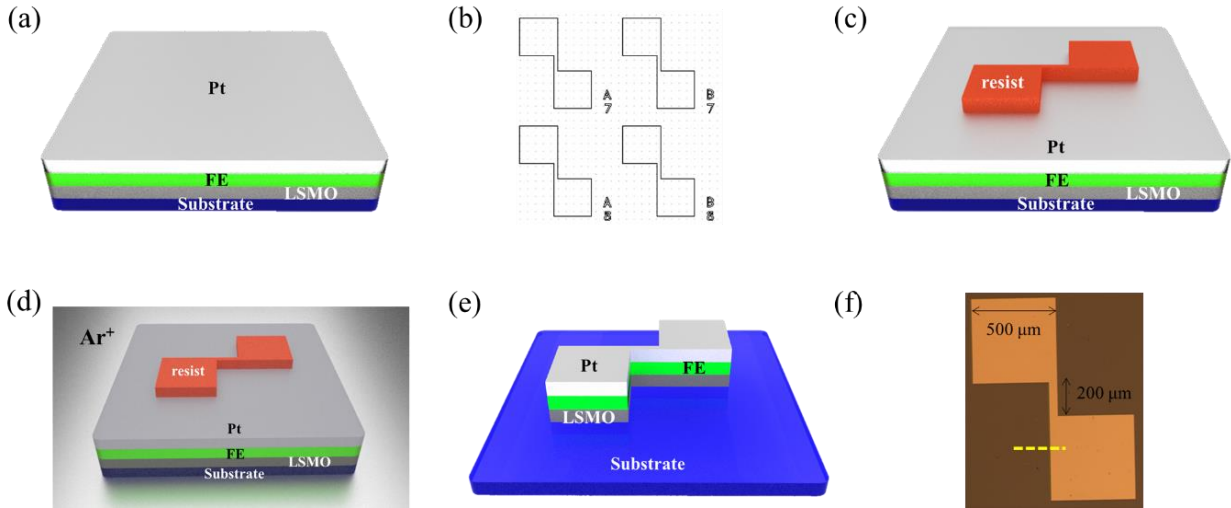 (a)
Pt
FE
LSMO
Substrate
(b)
A
7
B
7
A
8
B
8
(c)
resist
Pt
FE
LSMO
Substrate
(d)
Ar+
resist
Pt
FE
LSMO
Substrate
(e)
Pt
FE
LSMO
Substrate
(f)
500 μm
200 μm